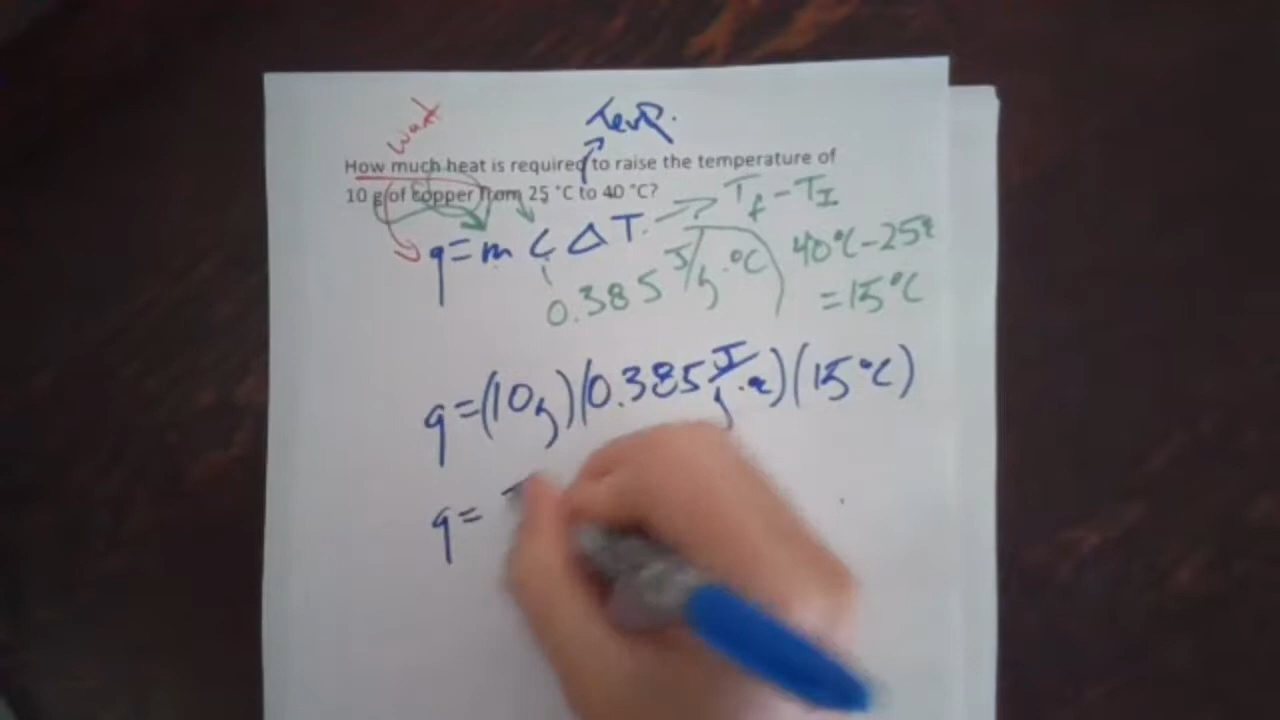 want
Temp.
How much heat is required to raise the temperature of
10 g of copper from 25 °C to 40 °C?
q = m C ΔT → Tf - TI
0.385 J/g·°C
40°C - 25°
= 15°C
q = (10g)(0.385 J/g·°C)(15°C)
q =